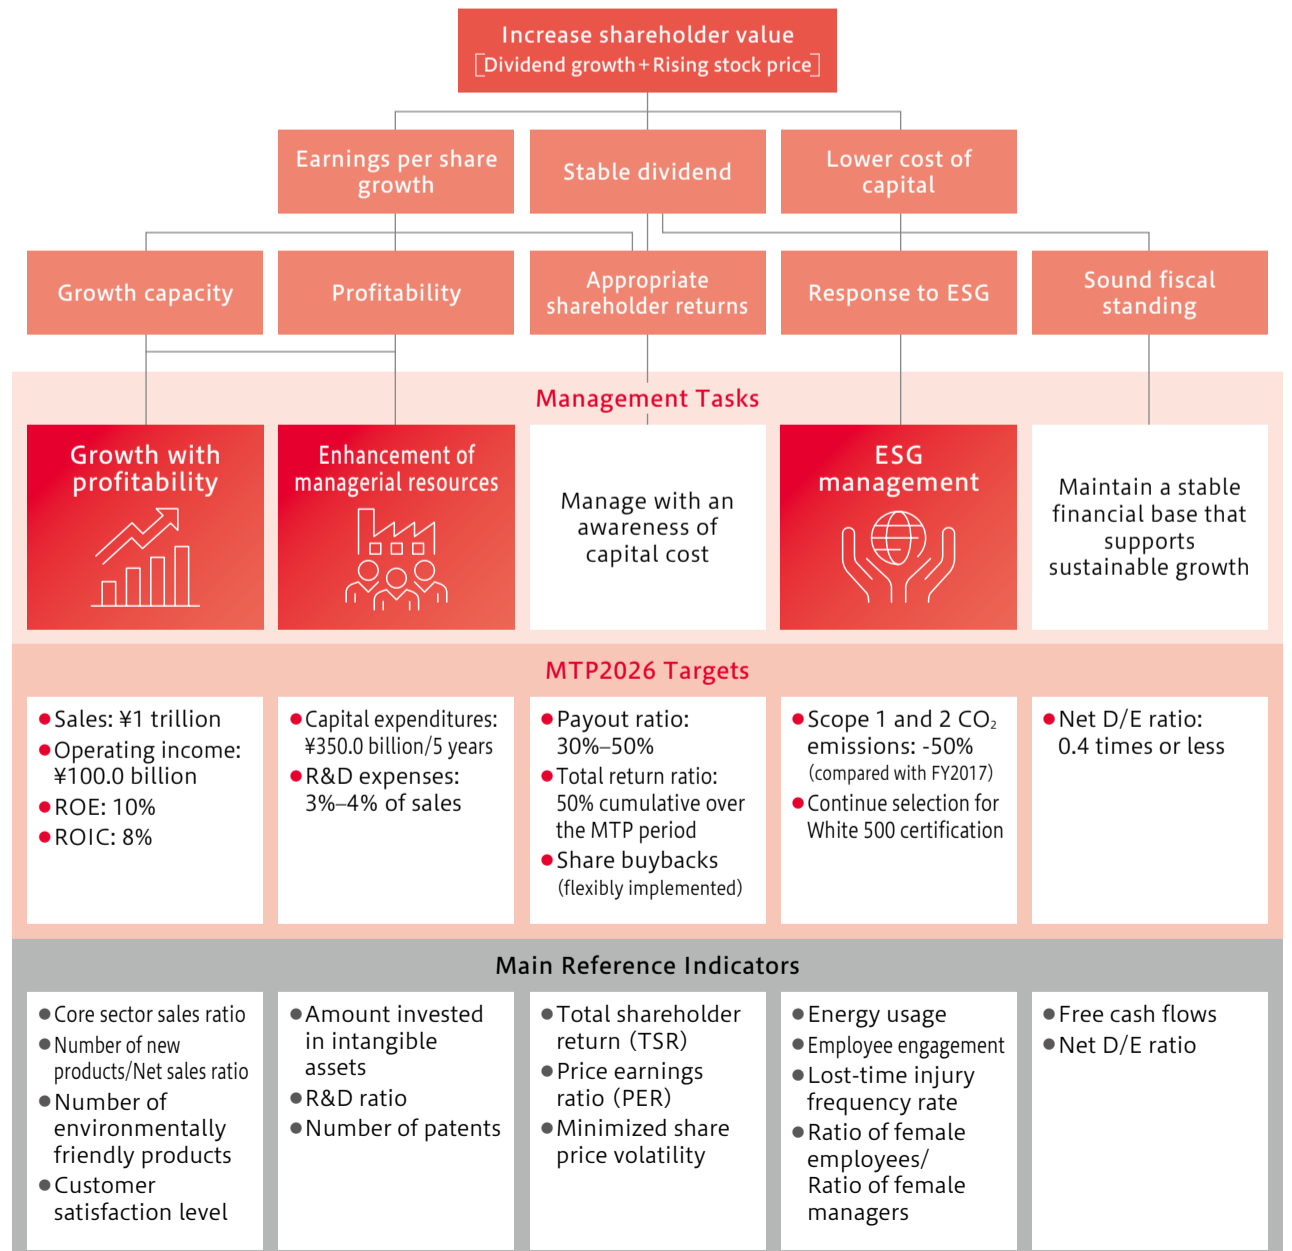 Increase shareholder value
[Dividend growth+Rising stock price]
Earnings per share
growth
Stable dividend
Lower cost of
capital
Growth capacity
Profitability
Appropriate
shareholder returns
Response to ESG
Sound fiscal
standing
Management Tasks
Growth with
profitability
Enhancement of
managerial resources
Manage with an
awareness of
capital cost
ESG
management
Maintain a stable
financial base that
supports
sustainable growth
MTP2026 Targets
●Sales: ¥1 trillion
●Operating income:
¥100.0 billion
●ROE: 10%
●ROIC: 8%
●Capital expenditures:
¥350.0 billion/5 years
●R&D expenses:
3%–4% of sales
●Payout ratio:
30%–50%
●Total return ratio:
50% cumulative over
the MTP period
●Share buybacks
(flexibly implemented)
●Scope 1 and 2 CO₂
emissions: -50%
(compared with FY2017)
●Continue selection for
White 500 certification
●Net D/E ratio:
0.4 times or less
Main Reference Indicators
●Core sector sales ratio
●Number of new
products/Net sales ratio
●Number of
environmentally
friendly products
●Customer
satisfaction level
●Amount invested
in intangible
assets
●R&D ratio
●Number of patents
●Total shareholder
return (TSR)
●Price earnings
ratio (PER)
●Minimized share
price volatility
●Energy usage
●Employee engagement
●Lost-time injury
frequency rate
●Ratio of female
employees/
Ratio of female
managers
●Free cash flows
●Net D/E ratio